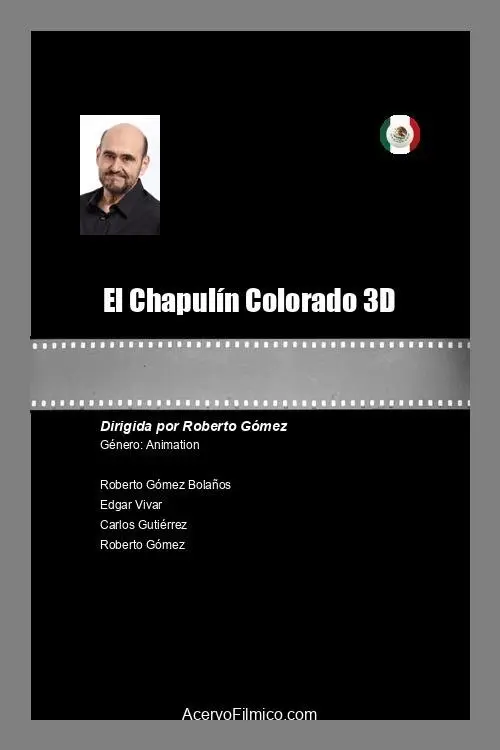 El Chapulín Colorado 3D
Dirigida por Roberto Gómez
Género: Animation
Roberto Gómez Bolaños
Edgar Vivar
Carlos Gutiérrez
Roberto Gómez
AcervoFilmico.com